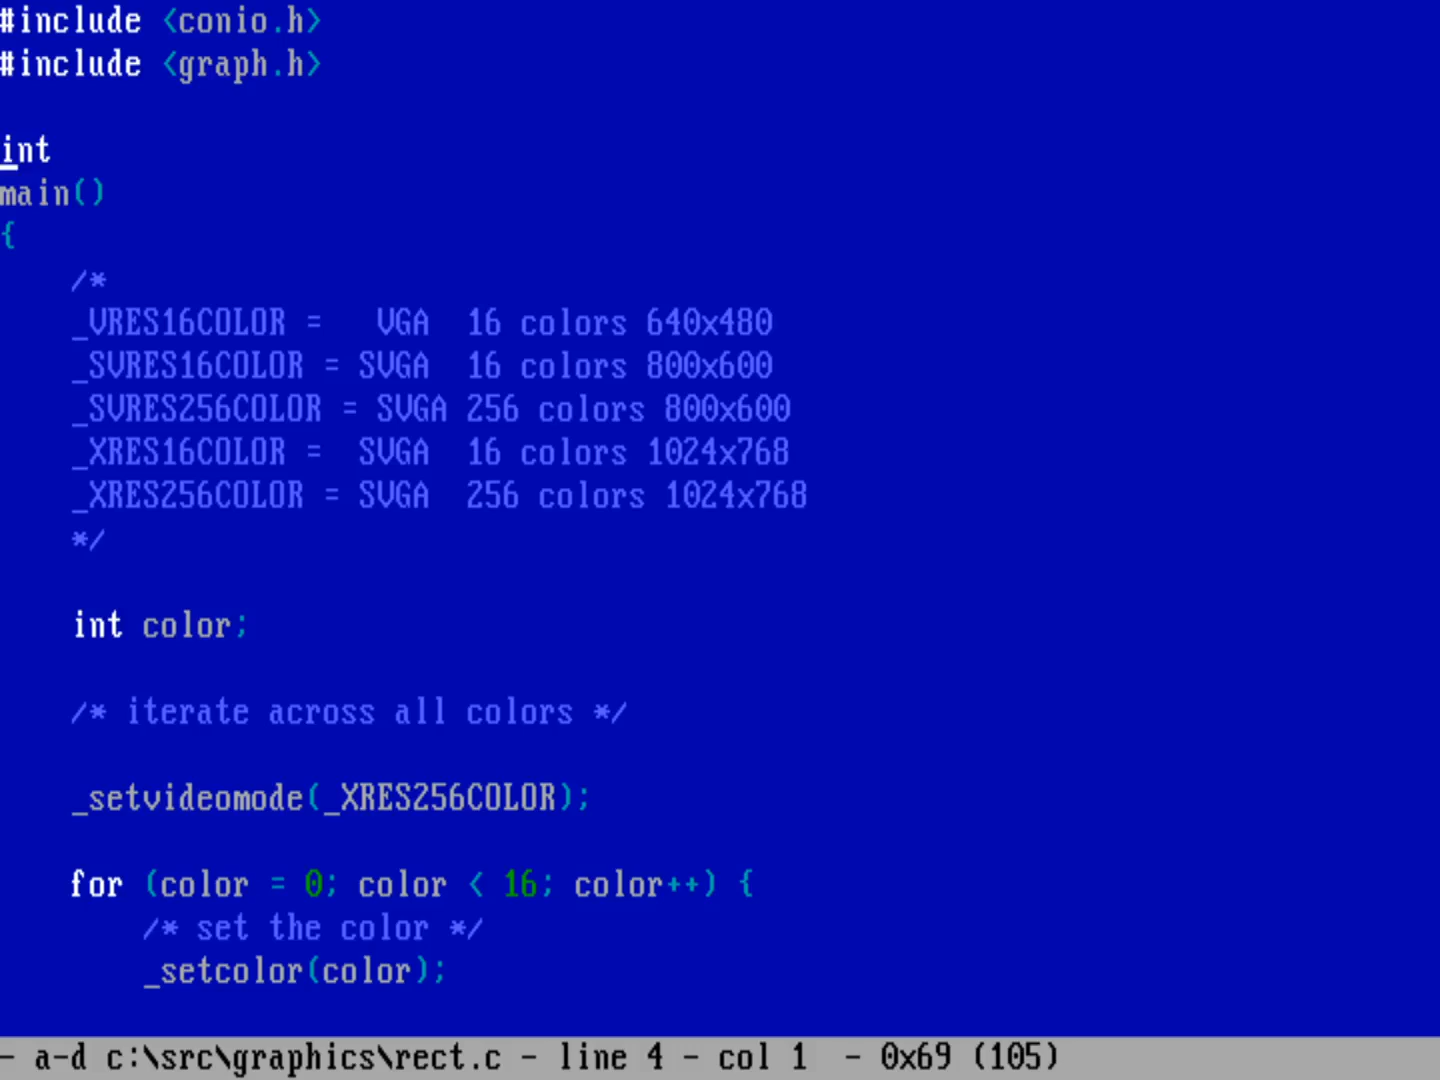 #include <conio.h>
#include <graph.h>

int
main()
{
    /*
    _VRES16COLOR =   VGA  16 colors 640x480
    _SVRES16COLOR = SVGA  16 colors 800x600
    _SVRES256COLOR = SVGA 256 colors 800x600
    _XRES16COLOR =  SVGA  16 colors 1024x768
    _XRES256COLOR = SVGA  256 colors 1024x768
    */

    int color;

    /* iterate across all colors */

    _setvideomode(_XRES256COLOR);

    for (color = 0; color < 16; color++) {
        /* set the color */
        _setcolor(color);

- a-d c:\src\graphics\rect.c - line 4 - col 1  - 0x69 (105)